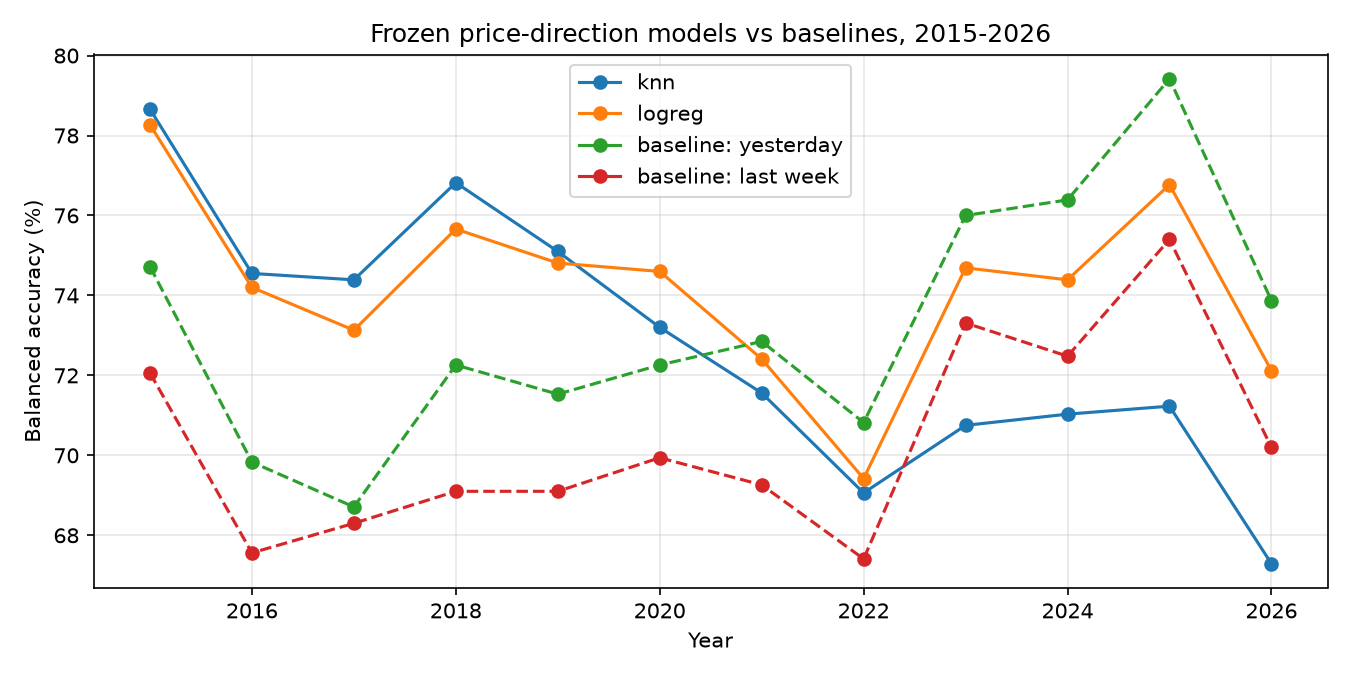 Frozen price-direction models vs baselines, 2015-2026
80
78
76
74
72
70
68
Balanced accuracy (%)
knn
logreg
baseline: yesterday
baseline: last week
2016 2018 2020 2022 2024 2026
Year